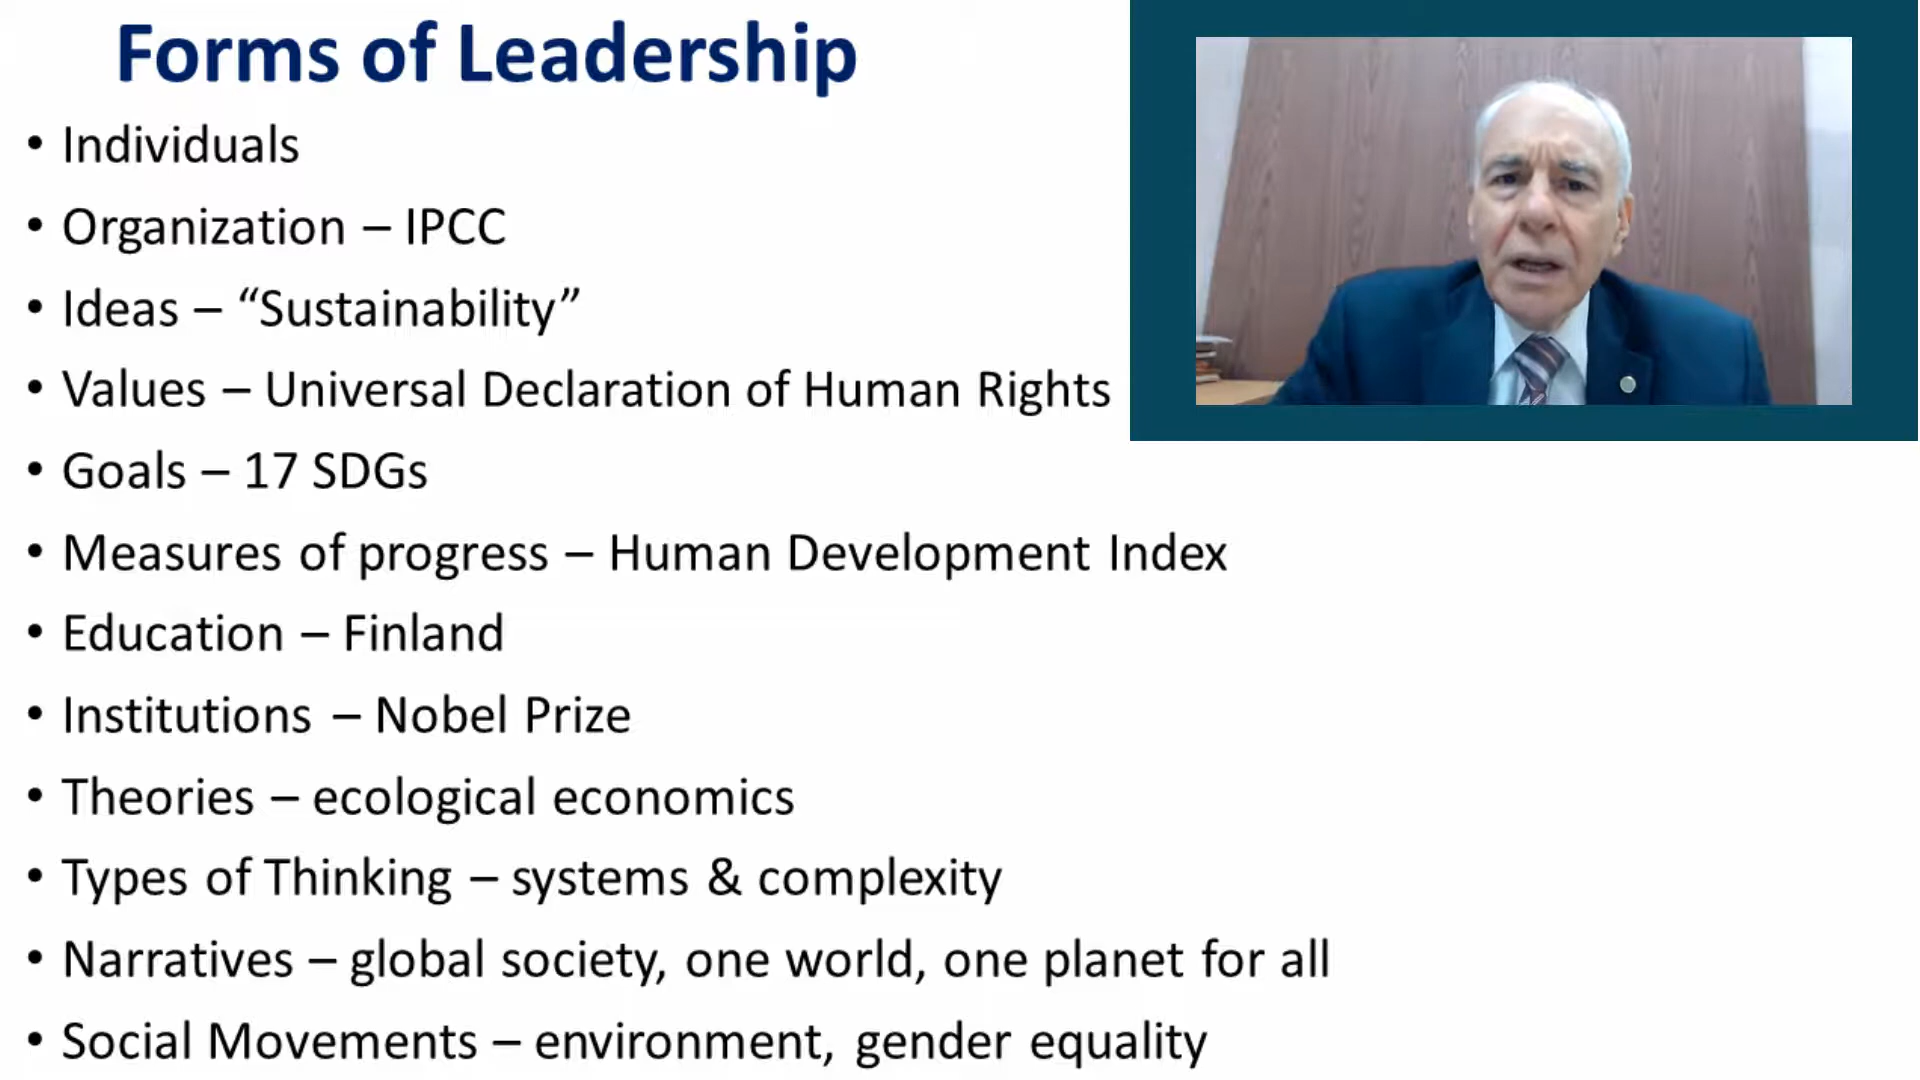 Forms of Leadership
• Individuals
• Organization – IPCC
• Ideas – “Sustainability”
• Values – Universal Declaration of Human Rights
• Goals – 17 SDGs
• Measures of progress – Human Development Index
• Education – Finland
• Institutions – Nobel Prize
• Theories – ecological economics
• Types of Thinking – systems & complexity
• Narratives – global society, one world, one planet for all
• Social Movements – environment, gender equality